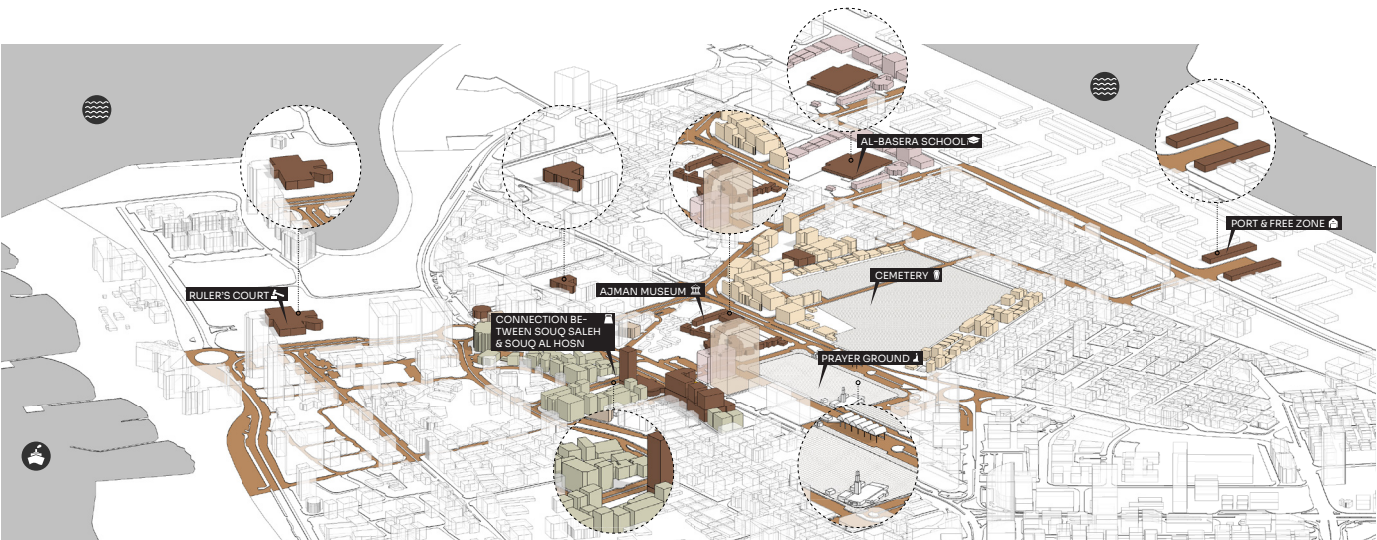 AL-BASERA SCHOOL
PORT & FREE ZONE
CEMETERY
RULER'S COURT
AJMAN MUSEUM
CONNECTION BE-
TWEEN SOUQ SALEH
& SOUQ AL HOSN
PRAYER GROUND